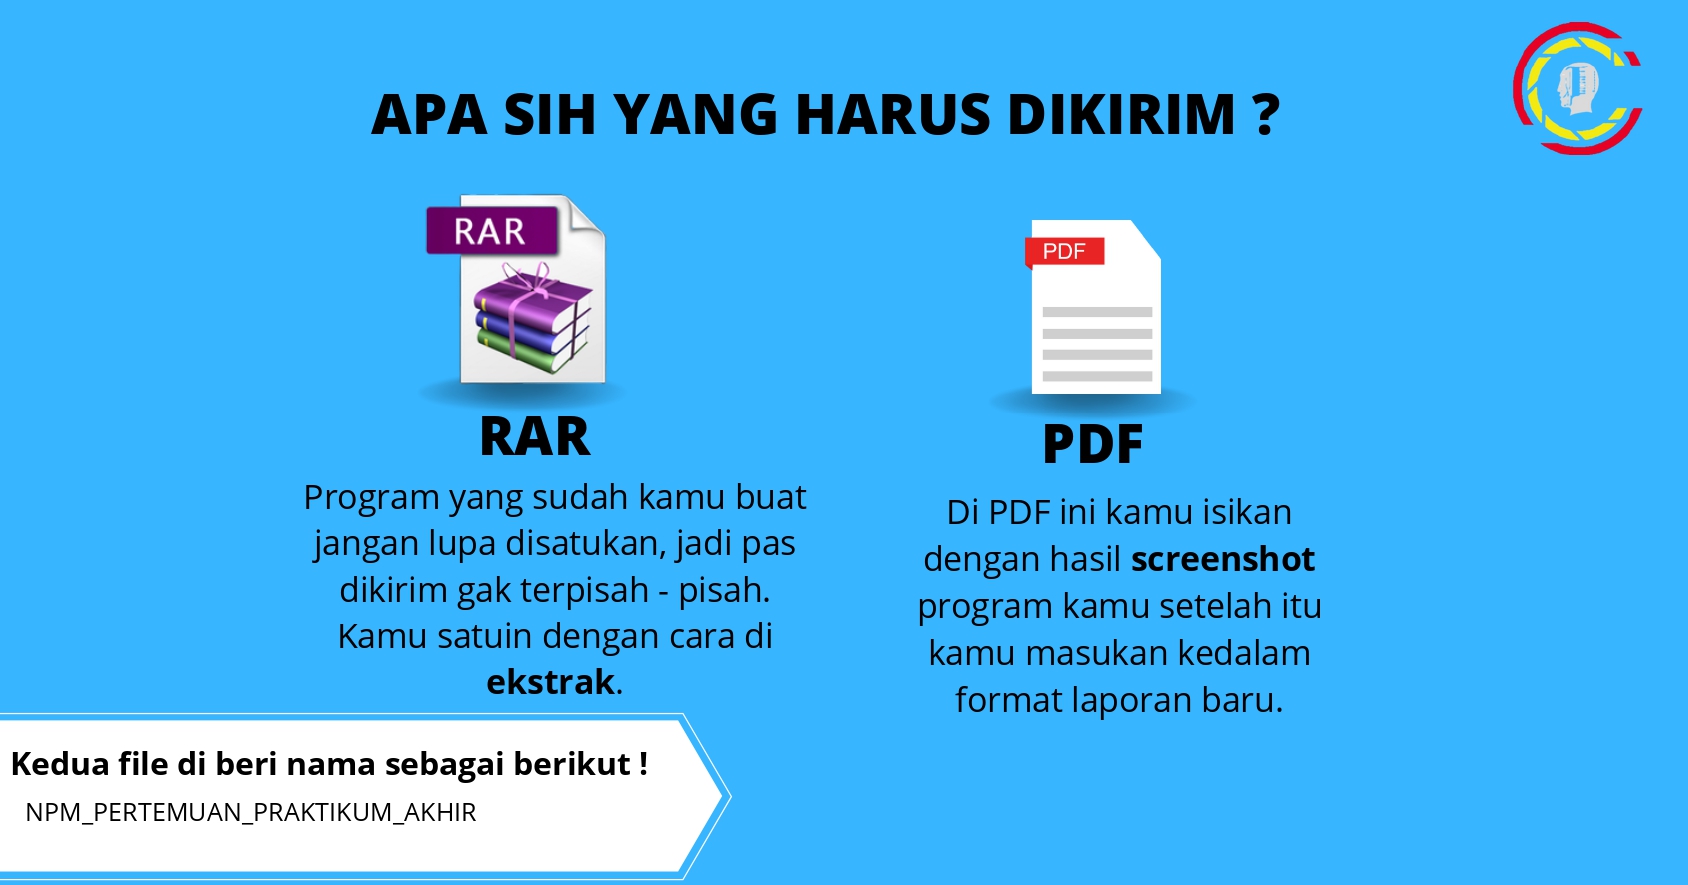 APA SIH YANG HARUS DIKIRIM ?
RAR
RAR
Program yang sudah kamu buat
jangan lupa disatukan, jadi pas
dikirim gak terpisah - pisah.
Kamu satuin dengan cara di
ekstrak.
PDF
PDF
Di PDF ini kamu isikan
dengan hasil screenshot
program kamu setelah itu
kamu masukan kedalam
format laporan baru.
Kedua file di beri nama sebagai berikut !
NPM_PERTEMUAN_PRAKTIKUM_AKHIR